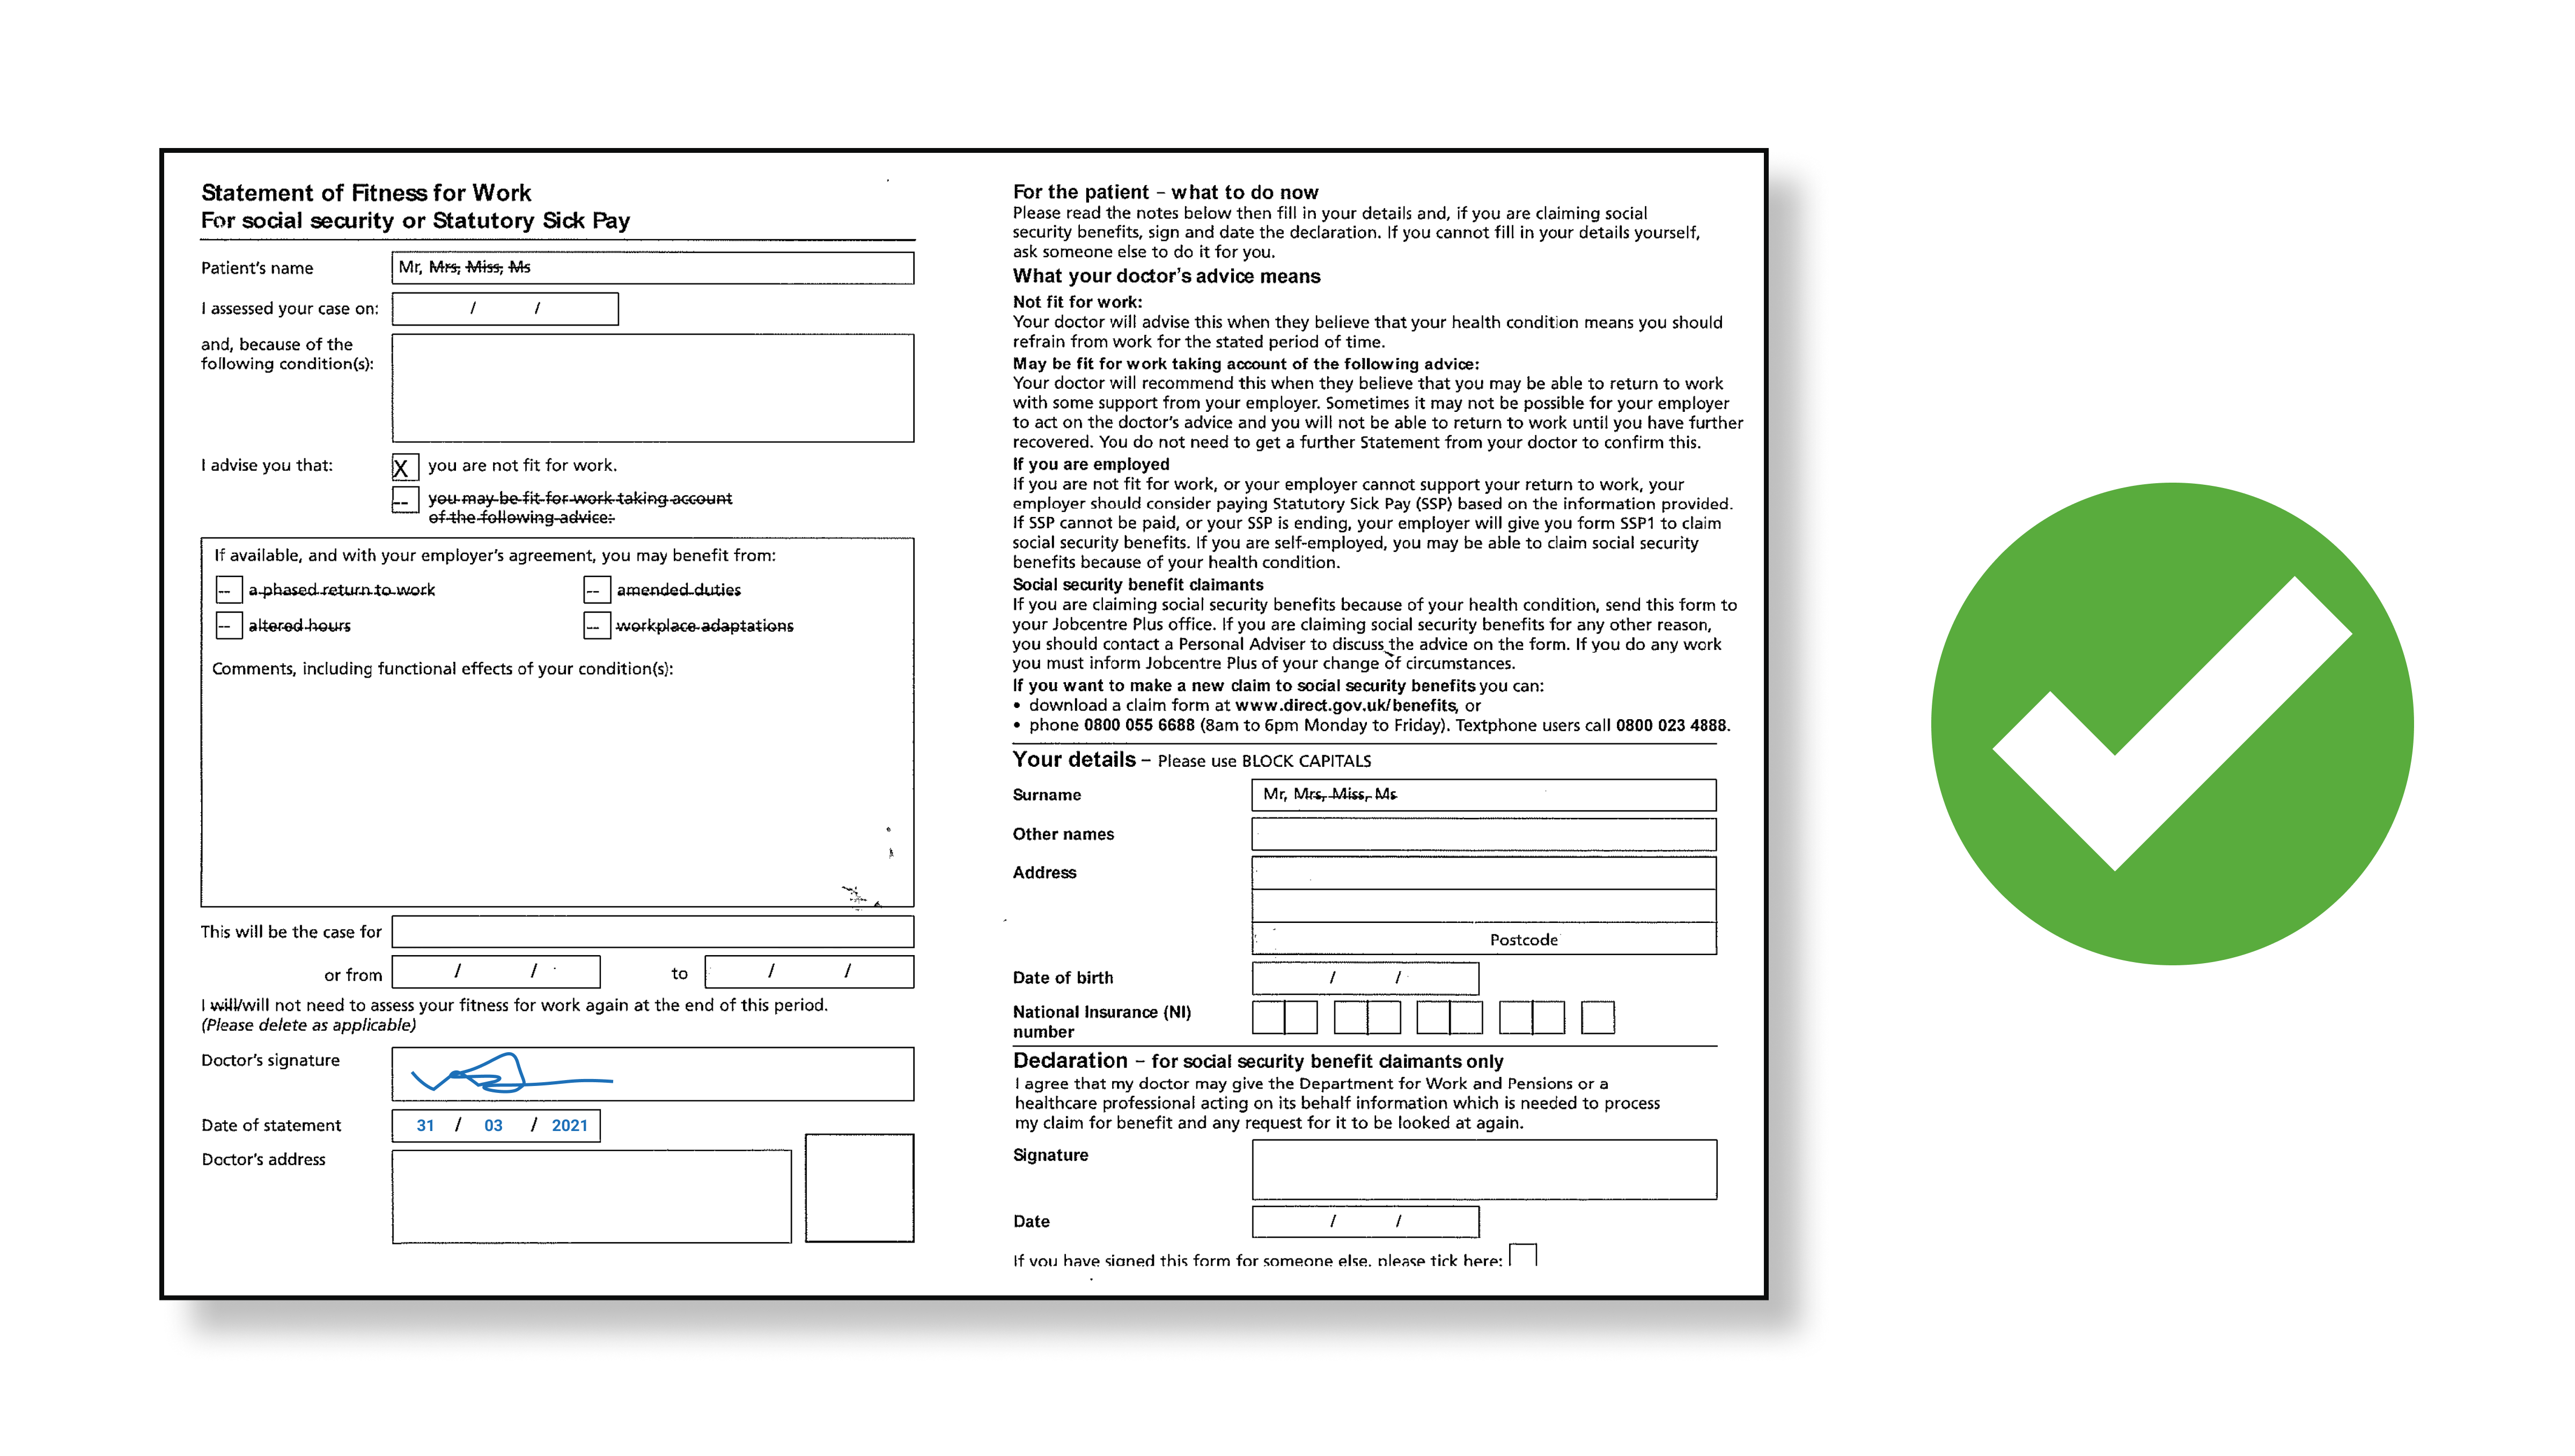 Statement of Fitness for Work
For social security or Statutory Sick Pay
Patient's name
Mr, Mrs, Miss, Ms
I assessed your case on:
/ /
and, because of the
following condition(s):
I advise you that:
X you are not fit for work.
-- you may be fit for work taking account
of the following advice:
If available, and with your employer's agreement, you may benefit from:
-- a phased return to work -- amended duties
-- altered hours -- workplace adaptations
Comments, including functional effects of your condition(s):
This will be the case for
or from / / to / /
I will/will not need to assess your fitness for work again at the end of this period.
(Please delete as applicable)
Doctor's signature
Date of statement
31 / 03 / 2021
Doctor's address
For the patient – what to do now
Please read the notes below then fill in your details and, if you are claiming social
security benefits, sign and date the declaration. If you cannot fill in your details yourself,
ask someone else to do it for you.
What your doctor's advice means
Not fit for work:
Your doctor will advise this when they believe that your health condition means you should
refrain from work for the stated period of time.
May be fit for work taking account of the following advice:
Your doctor will recommend this when they believe that you may be able to return to work
with some support from your employer. Sometimes it may not be possible for your employer
to act on the doctor's advice and you will not be able to return to work until you have further
recovered. You do not need to get a further Statement from your doctor to confirm this.
If you are employed
If you are not fit for work, or your employer cannot support your return to work, your
employer should consider paying Statutory Sick Pay (SSP) based on the information provided.
If SSP cannot be paid, or your SSP is ending, your employer will give you form SSP1 to claim
social security benefits. If you are self-employed, you may be able to claim social security
benefits because of your health condition.
Social security benefit claimants
If you are claiming social security benefits because of your health condition, send this form to
your Jobcentre Plus office. If you are claiming social security benefits for any other reason,
you should contact a Personal Adviser to discuss the advice on the form. If you do any work
you must inform Jobcentre Plus of your change of circumstances.
If you want to make a new claim to social security benefits you can:
• download a claim form at www.direct.gov.uk/benefits, or
• phone 0800 055 6688 (8am to 6pm Monday to Friday). Textphone users call 0800 023 4888.
Your details – Please use BLOCK CAPITALS
Surname
Mr, Mrs, Miss, Ms
Other names
Address
Postcode
Date of birth
/ /
National Insurance (NI)
number
Declaration – for social security benefit claimants only
I agree that my doctor may give the Department for Work and Pensions or a
healthcare professional acting on its behalf information which is needed to process
my claim for benefit and any request for it to be looked at again.
Signature
Date
/ /
If you have signed this form for someone else, please tick here: